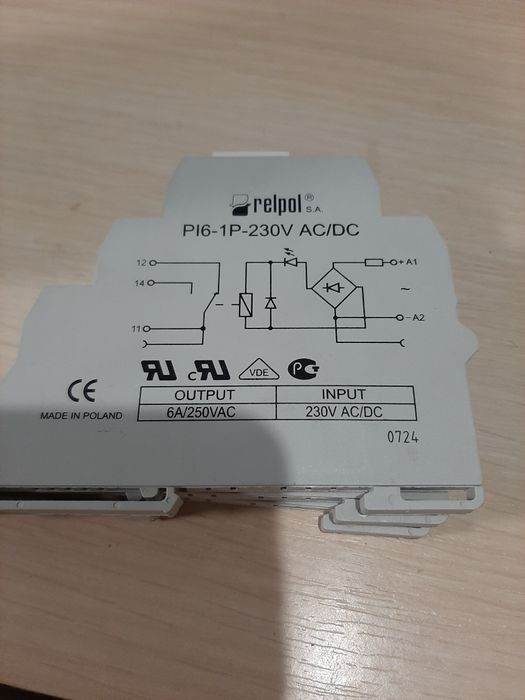 relpol® S.A.
PI6-1P-230V AC/DC
12
14
11
+ A1
~
- A2
c
VDE
CE
MADE IN POLAND
OUTPUT INPUT
6A/250VAC 230V AC/DC
0724